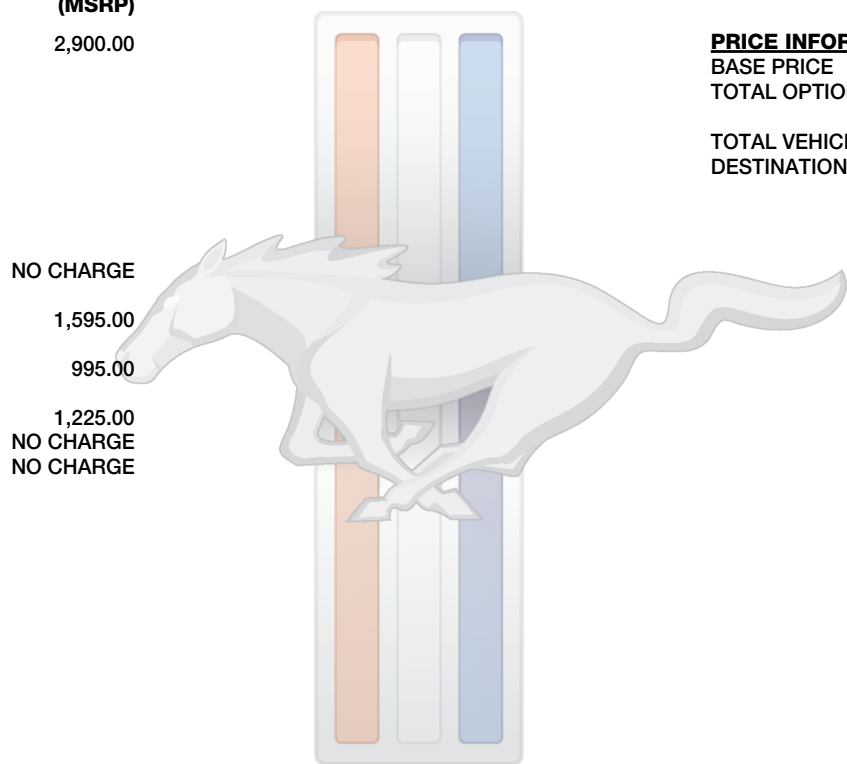 (MSRP)
2,900.00
NO CHARGE
1,595.00
995.00
1,225.00
NO CHARGE
NO CHARGE
PRICE INFOR
BASE PRICE
TOTAL OPTIO
TOTAL VEHIC
DESTINATION